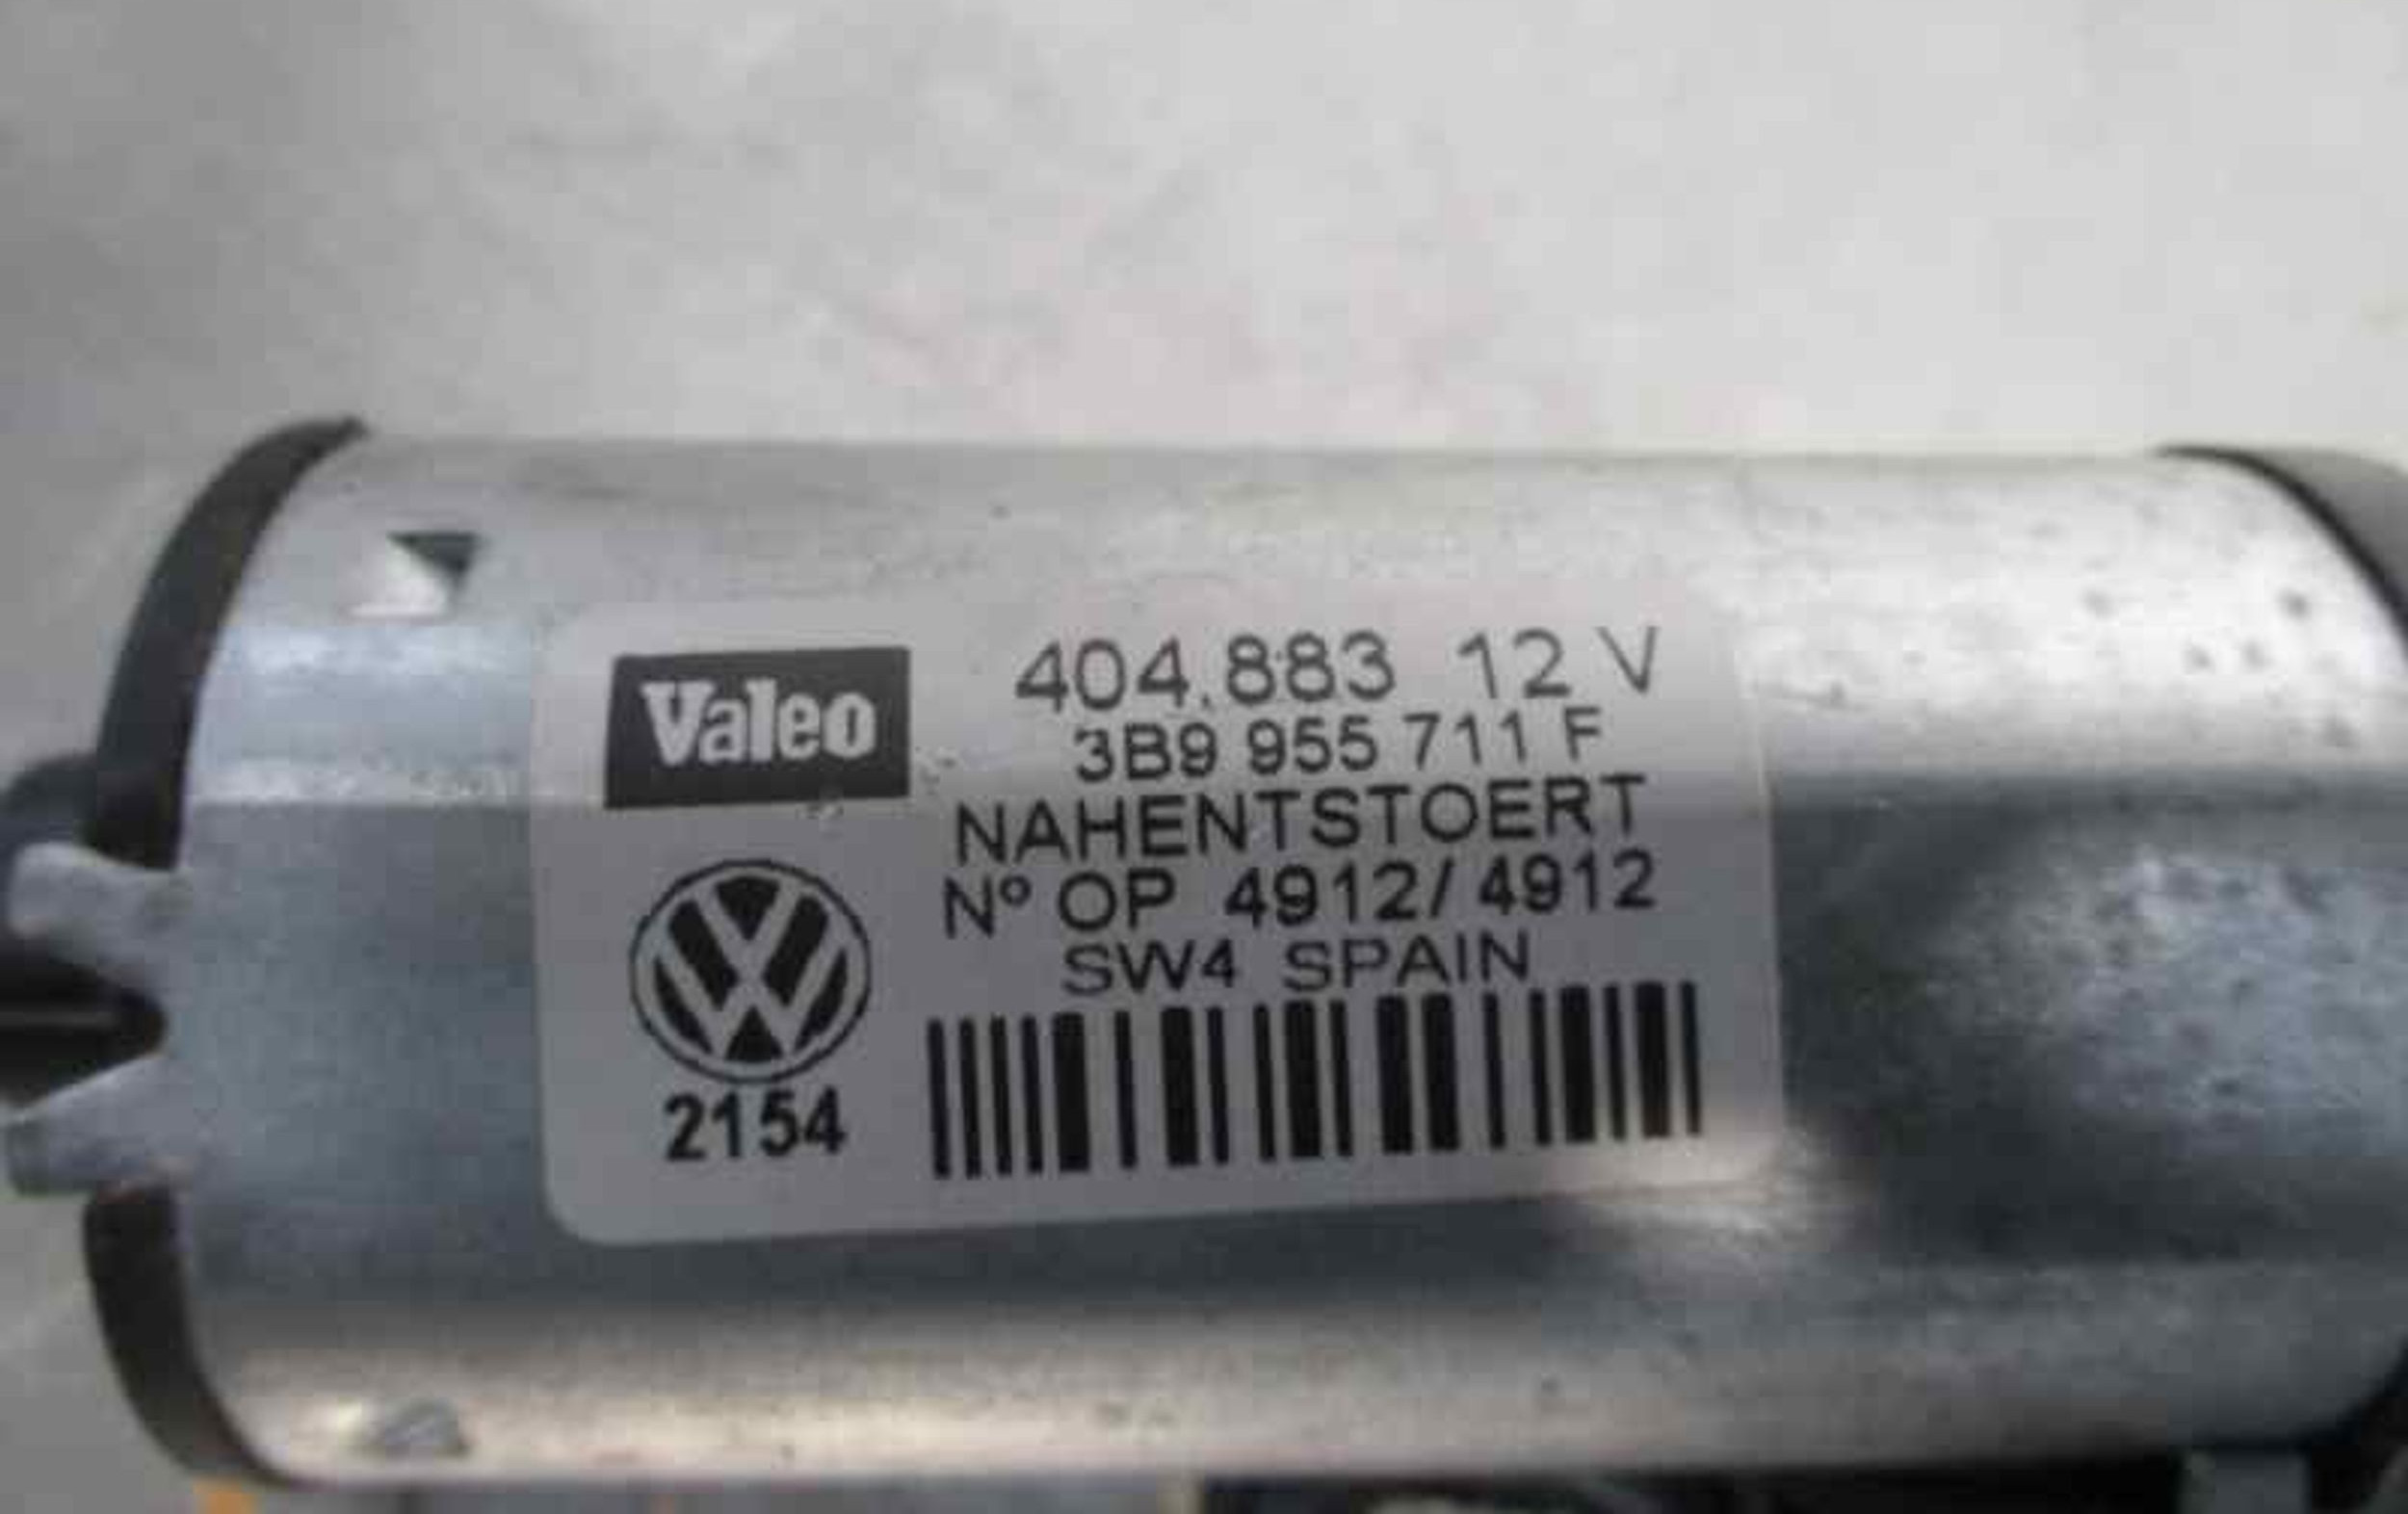 Valeo
404.883 12 V
3B9 955 711 F
NAHENTSTOERT
Nº OP 4912/4912
SW4 SPAIN
2154